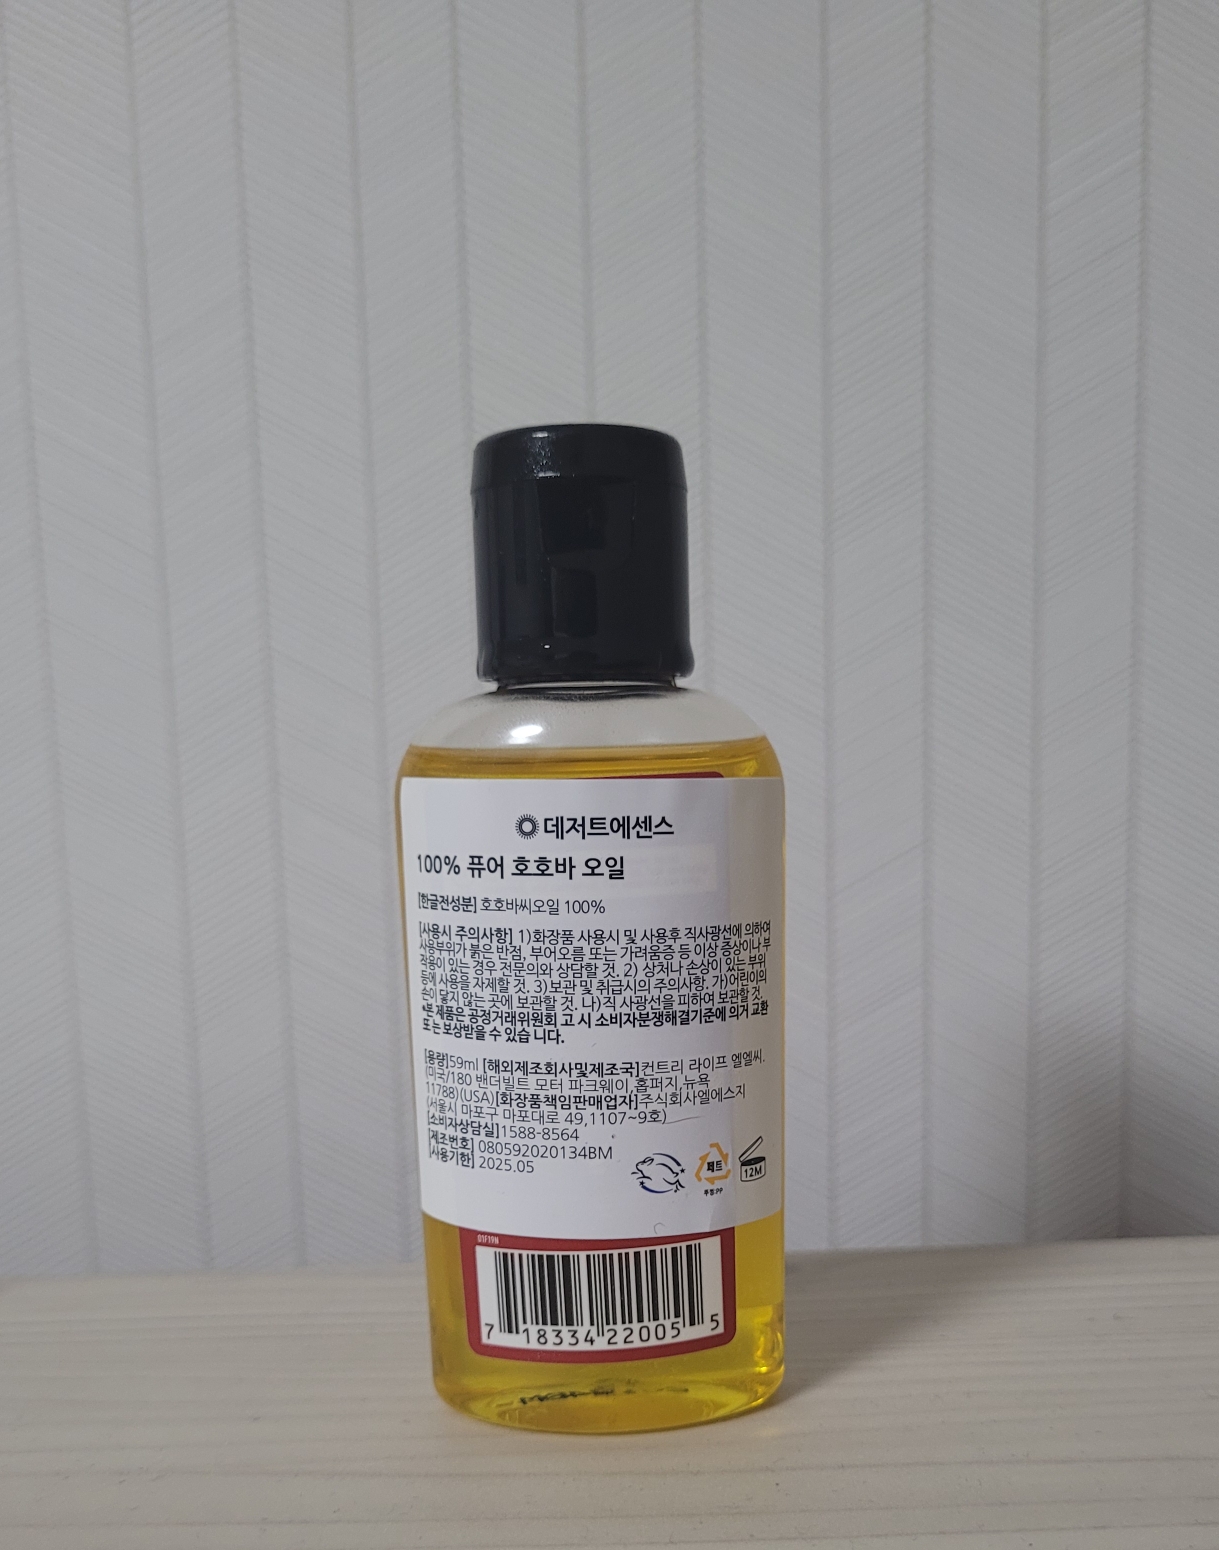 데저트에센스
100% 퓨어 호호바 오일
[한글전성분] 호호바씨오일 100%
[사용시 주의사항] 1)화장품 사용시 및 사용후 직사광선에 의하여
사용부위가 붉은 반점, 부어오름 또는 가려움증 등 이상 증상이나 부
작용이 있는 경우 전문의와 상담할 것. 2) 상처나 손상이 있는 부위
등에 사용을 자제할 것. 3)보관 및 취급시의 주의사항. 가)어린이의
손이 닿지 않는 곳에 보관할 것. 나)직 사광선을 피하여 보관할 것.
*본 제품은 공정거래위원회 고 시 소비자분쟁해결기준에 의거 교환
또 는 보상받을 수 있습 니다.
[용량]59ml [해외제조회사및제조국]컨트리 라이프 엘엘씨.
(미국/180 밴더빌트 모터 파크웨이,홉퍼지,뉴욕
11788)(USA)[화장품책임판매업자]주식회사엘에스지
(서울시 마포구 마포대로 49,1107~9호)
[소비자상담실]1588-8564
[제조번호] 080592020134BM
[사용기한] 2025.05
페트
뚜껑:PP
12M
01F19N
7 18334 22005 5